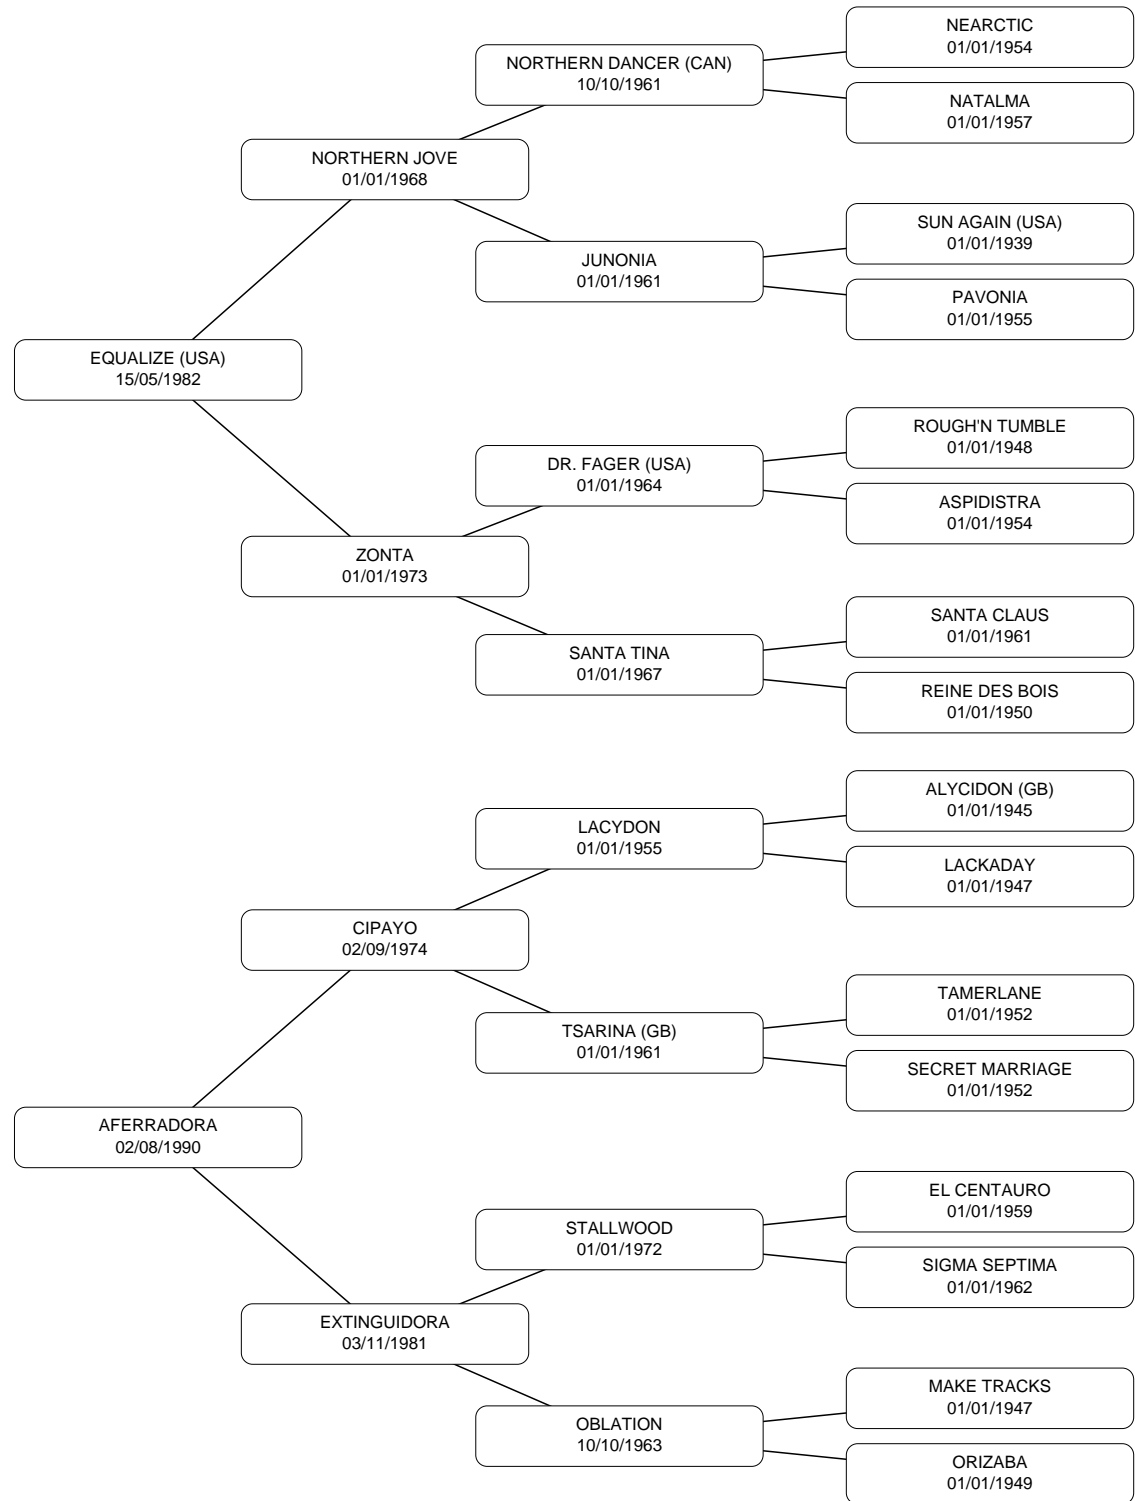 NEARCTIC
01/01/1954
NORTHERN DANCER (CAN)
10/10/1961
NATALMA
01/01/1957
NORTHERN JOVE
01/01/1968
SUN AGAIN (USA)
01/01/1939
JUNONIA
01/01/1961
PAVONIA
01/01/1955
EQUALIZE (USA)
15/05/1982
ROUGH'N TUMBLE
01/01/1948
DR. FAGER (USA)
01/01/1964
ASPIDISTRA
01/01/1954
ZONTA
01/01/1973
SANTA CLAUS
01/01/1961
SANTA TINA
01/01/1967
REINE DES BOIS
01/01/1950
ALYCIDON (GB)
01/01/1945
LACYDON
01/01/1955
LACKADAY
01/01/1947
CIPAYO
02/09/1974
TAMERLANE
01/01/1952
TSARINA (GB)
01/01/1961
SECRET MARRIAGE
01/01/1952
AFERRADORA
02/08/1990
EL CENTAURO
01/01/1959
STALLWOOD
01/01/1972
SIGMA SEPTIMA
01/01/1962
EXTINGUIDORA
03/11/1981
MAKE TRACKS
01/01/1947
OBLATION
10/10/1963
ORIZABA
01/01/1949